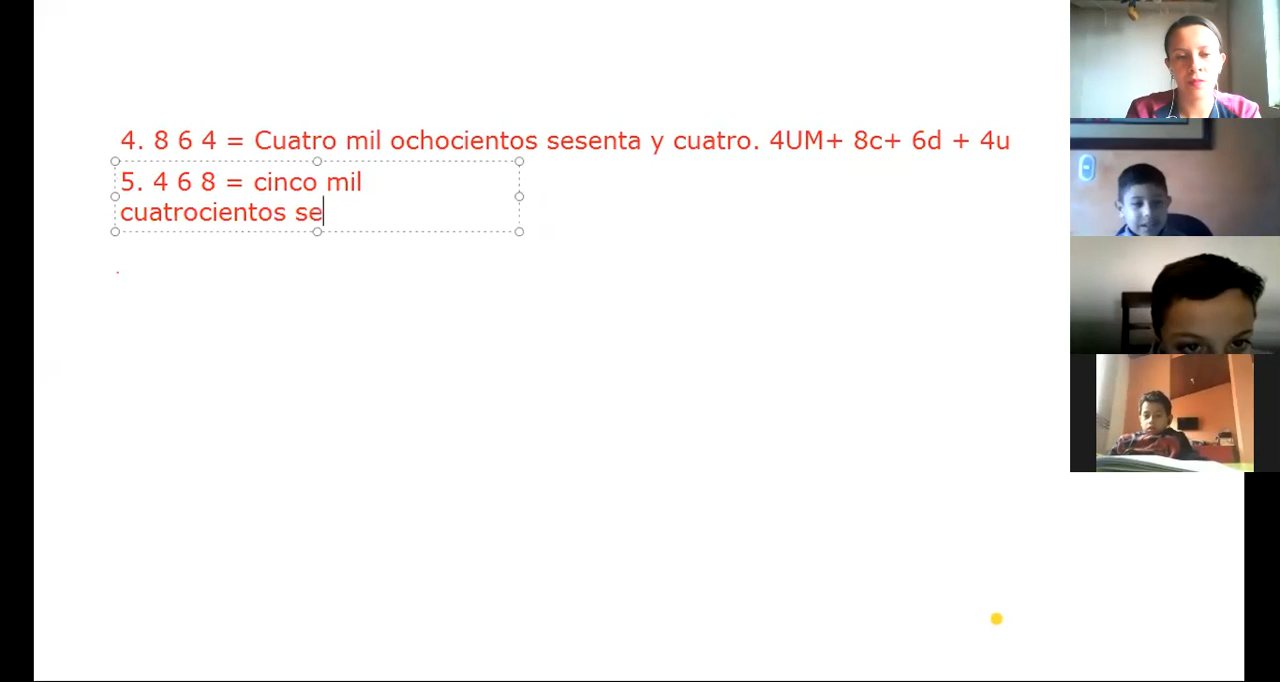 4. 8 6 4 = Cuatro mil ochocientos sesenta y cuatro. 4UM+ 8c+ 6d + 4u
5. 4 6 8 = cinco mil
cuatrocientos se